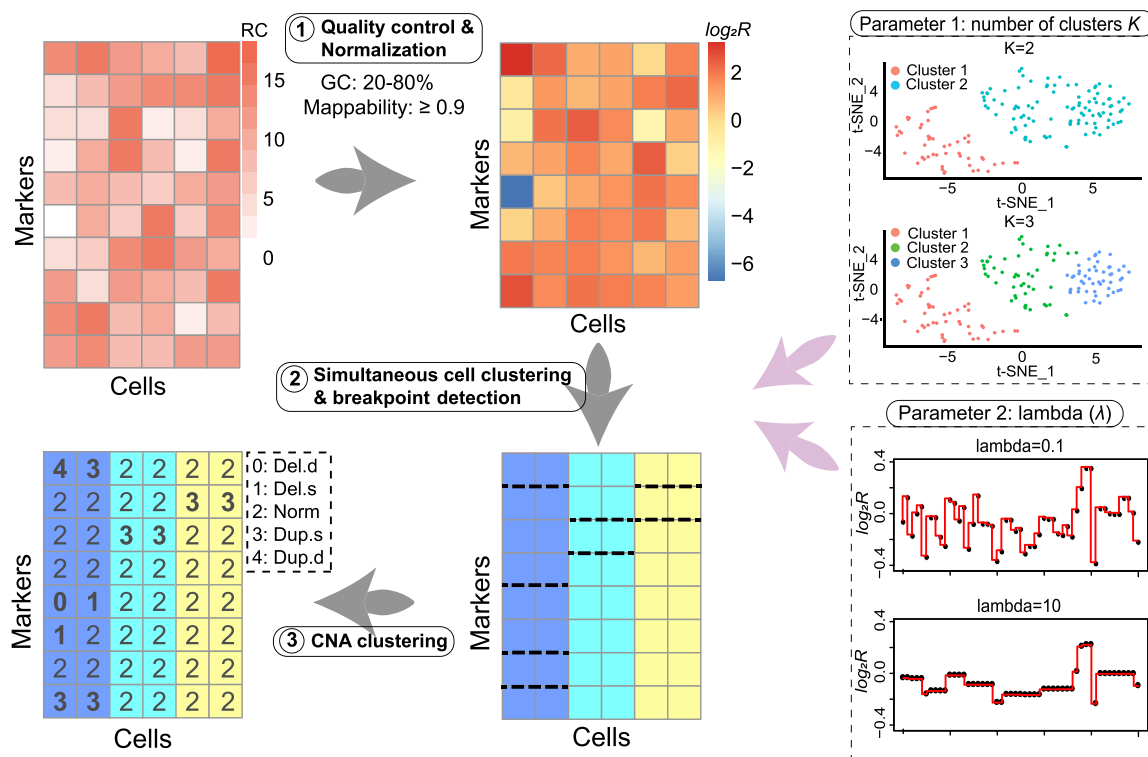 RC
15
10
5
0
Markers
Cells
1 Quality control &
Normalization
GC: 20-80%
Mappability: ≥ 0.9
log₂R
2
0
−2
−4
−6
Cells
Parameter 1: number of clusters K
K=2
Cluster 1
Cluster 2
t-SNE_2
4
0
−4
−5
0
5
t-SNE_1
K=3
Cluster 1
Cluster 2
Cluster 3
t-SNE_2
4
0
−4
−5
0
5
t-SNE_1
2 Simultaneous cell clustering
& breakpoint detection
Parameter 2: lambda (λ)
lambda=0.1
log₂R
0.4
0.0
−0.4
lambda=10
log₂R
0.4
0.0
−0.4
Markers
Cells
3 CNA clustering
Markers
4 3 2 2 2 2
2 2 2 2 3 3
2 2 3 3 2 2
2 2 2 2 2 2
0 1 2 2 2 2
1 2 2 2 2 2
2 2 2 2 2 2
3 3 2 2 2 2
Cells
0: Del.d
1: Del.s
2: Norm
3: Dup.s
4: Dup.d